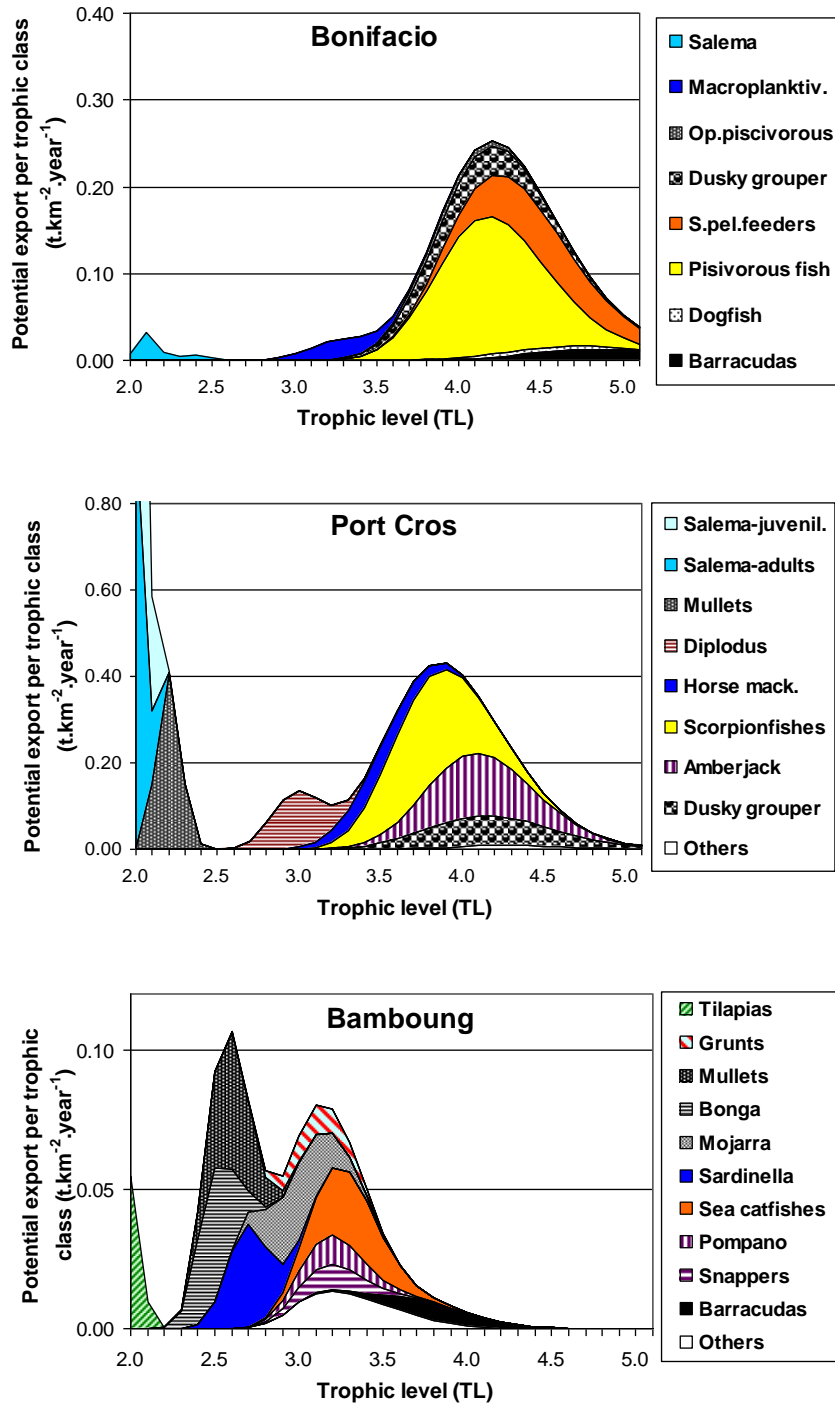 Bonifacio
Potential export per trophic class
(t.km-2.year-1)
0.40
0.30
0.20
0.10
0.00
2.0 2.5 3.0 3.5 4.0 4.5 5.0
Trophic level (TL)
Salema
Macroplanktiv.
Op.piscivorous
Dusky grouper
S.pel.feeders
Pisivorous fish
Dogfish
Barracudas
Port Cros
Potential export per trophic class
(t.km-2.year-1)
0.80
0.60
0.40
0.20
0.00
2.0 2.5 3.0 3.5 4.0 4.5 5.0
Trophic level (TL)
Salema-juvenil.
Salema-adults
Mullets
Diplodus
Horse mack.
Scorpionfishes
Amberjack
Dusky grouper
Others
Bamboung
Potential export per trophic
class (t.km-2.year-1)
0.10
0.05
0.00
2.0 2.5 3.0 3.5 4.0 4.5 5.0
Trophic level (TL)
Tilapias
Grunts
Mullets
Bonga
Mojarra
Sardinella
Sea catfishes
Pompano
Snappers
Barracudas
Others